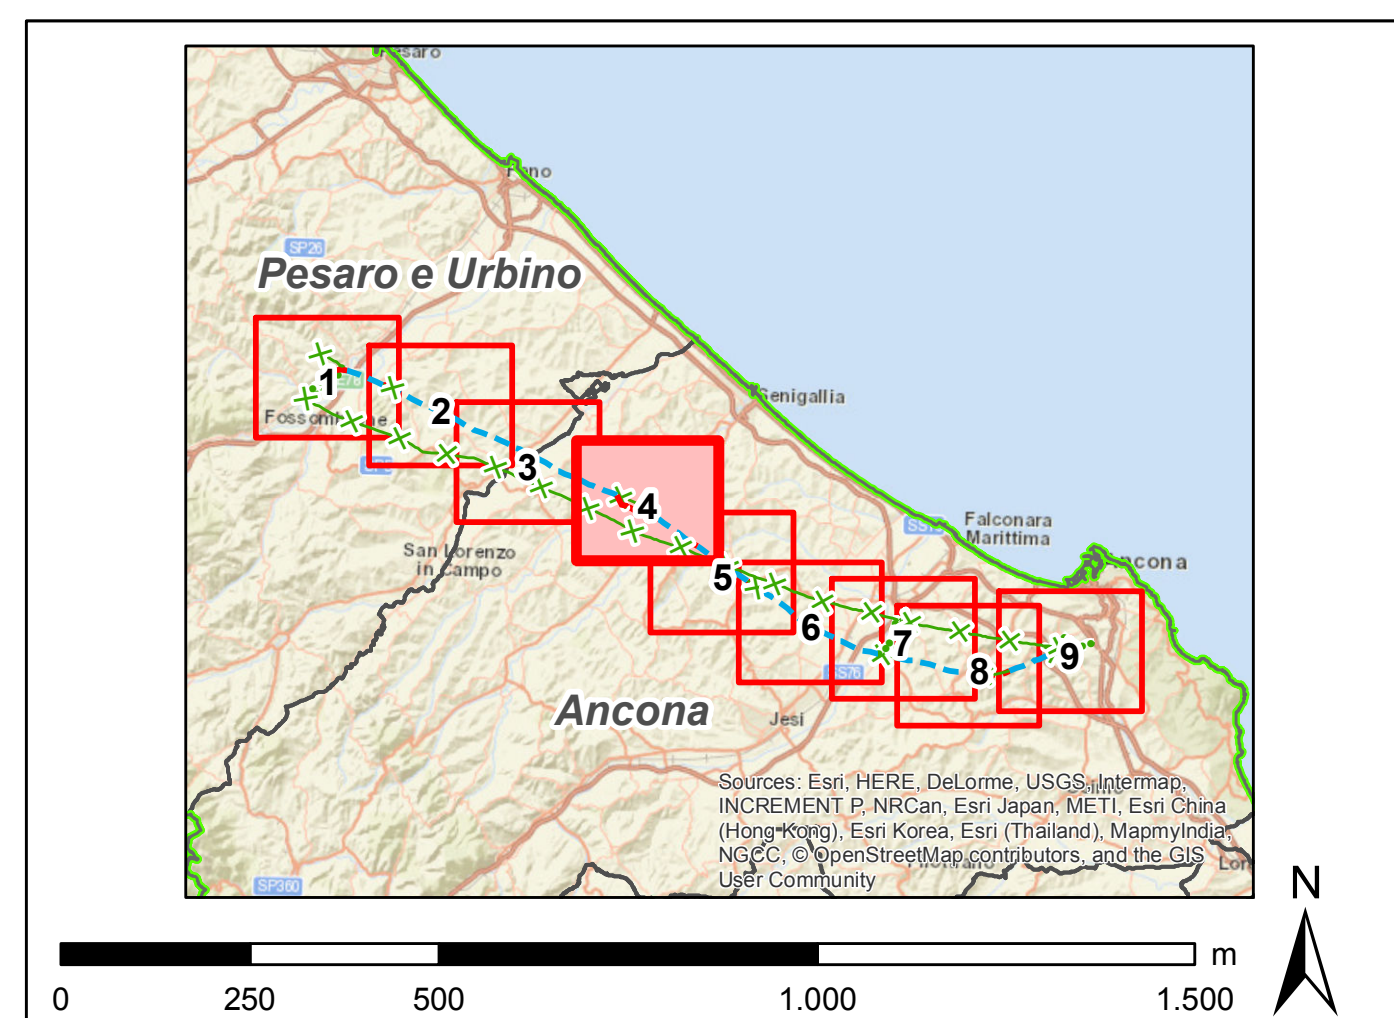 Pesaro
Fano
SP26
Pesaro e Urbino
1
E78
2
Senigallia
Fossombrone
3
4
San Lorenzo
in Campo
Falconara
Marittima
Ancona
5
6
7
8
9
SS76
Ancona
Jesi
Sources: Esri, HERE, DeLorme, USGS, Intermap,
INCREMENT P, NRCan, Esri Japan, METI, Esri China
(Hong Kong), Esri Korea, Esri (Thailand), MapmyIndia,
NGCC, © OpenStreetMap contributors, and the GIS
User Community
SP360
N
m
0 250 500 1.000 1.500